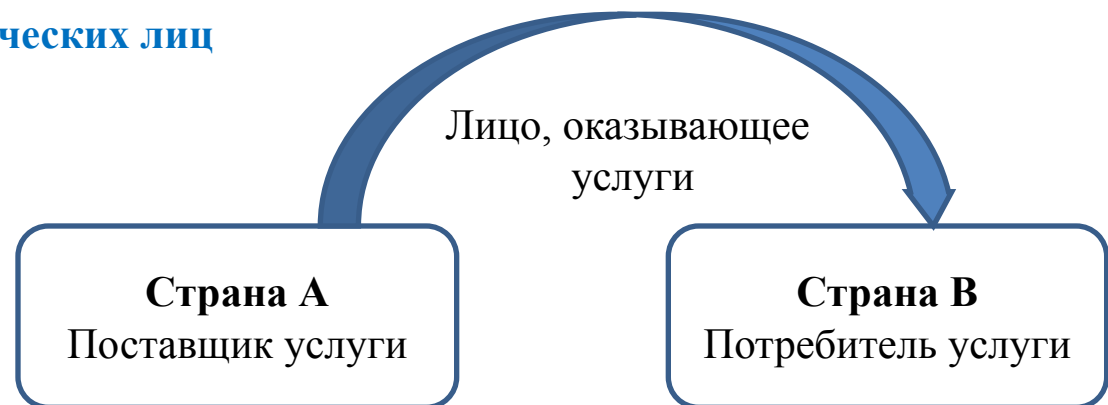 ческих лиц
Лицо, оказывающее
услуги
Страна А
Поставщик услуги
Страна В
Потребитель услуги